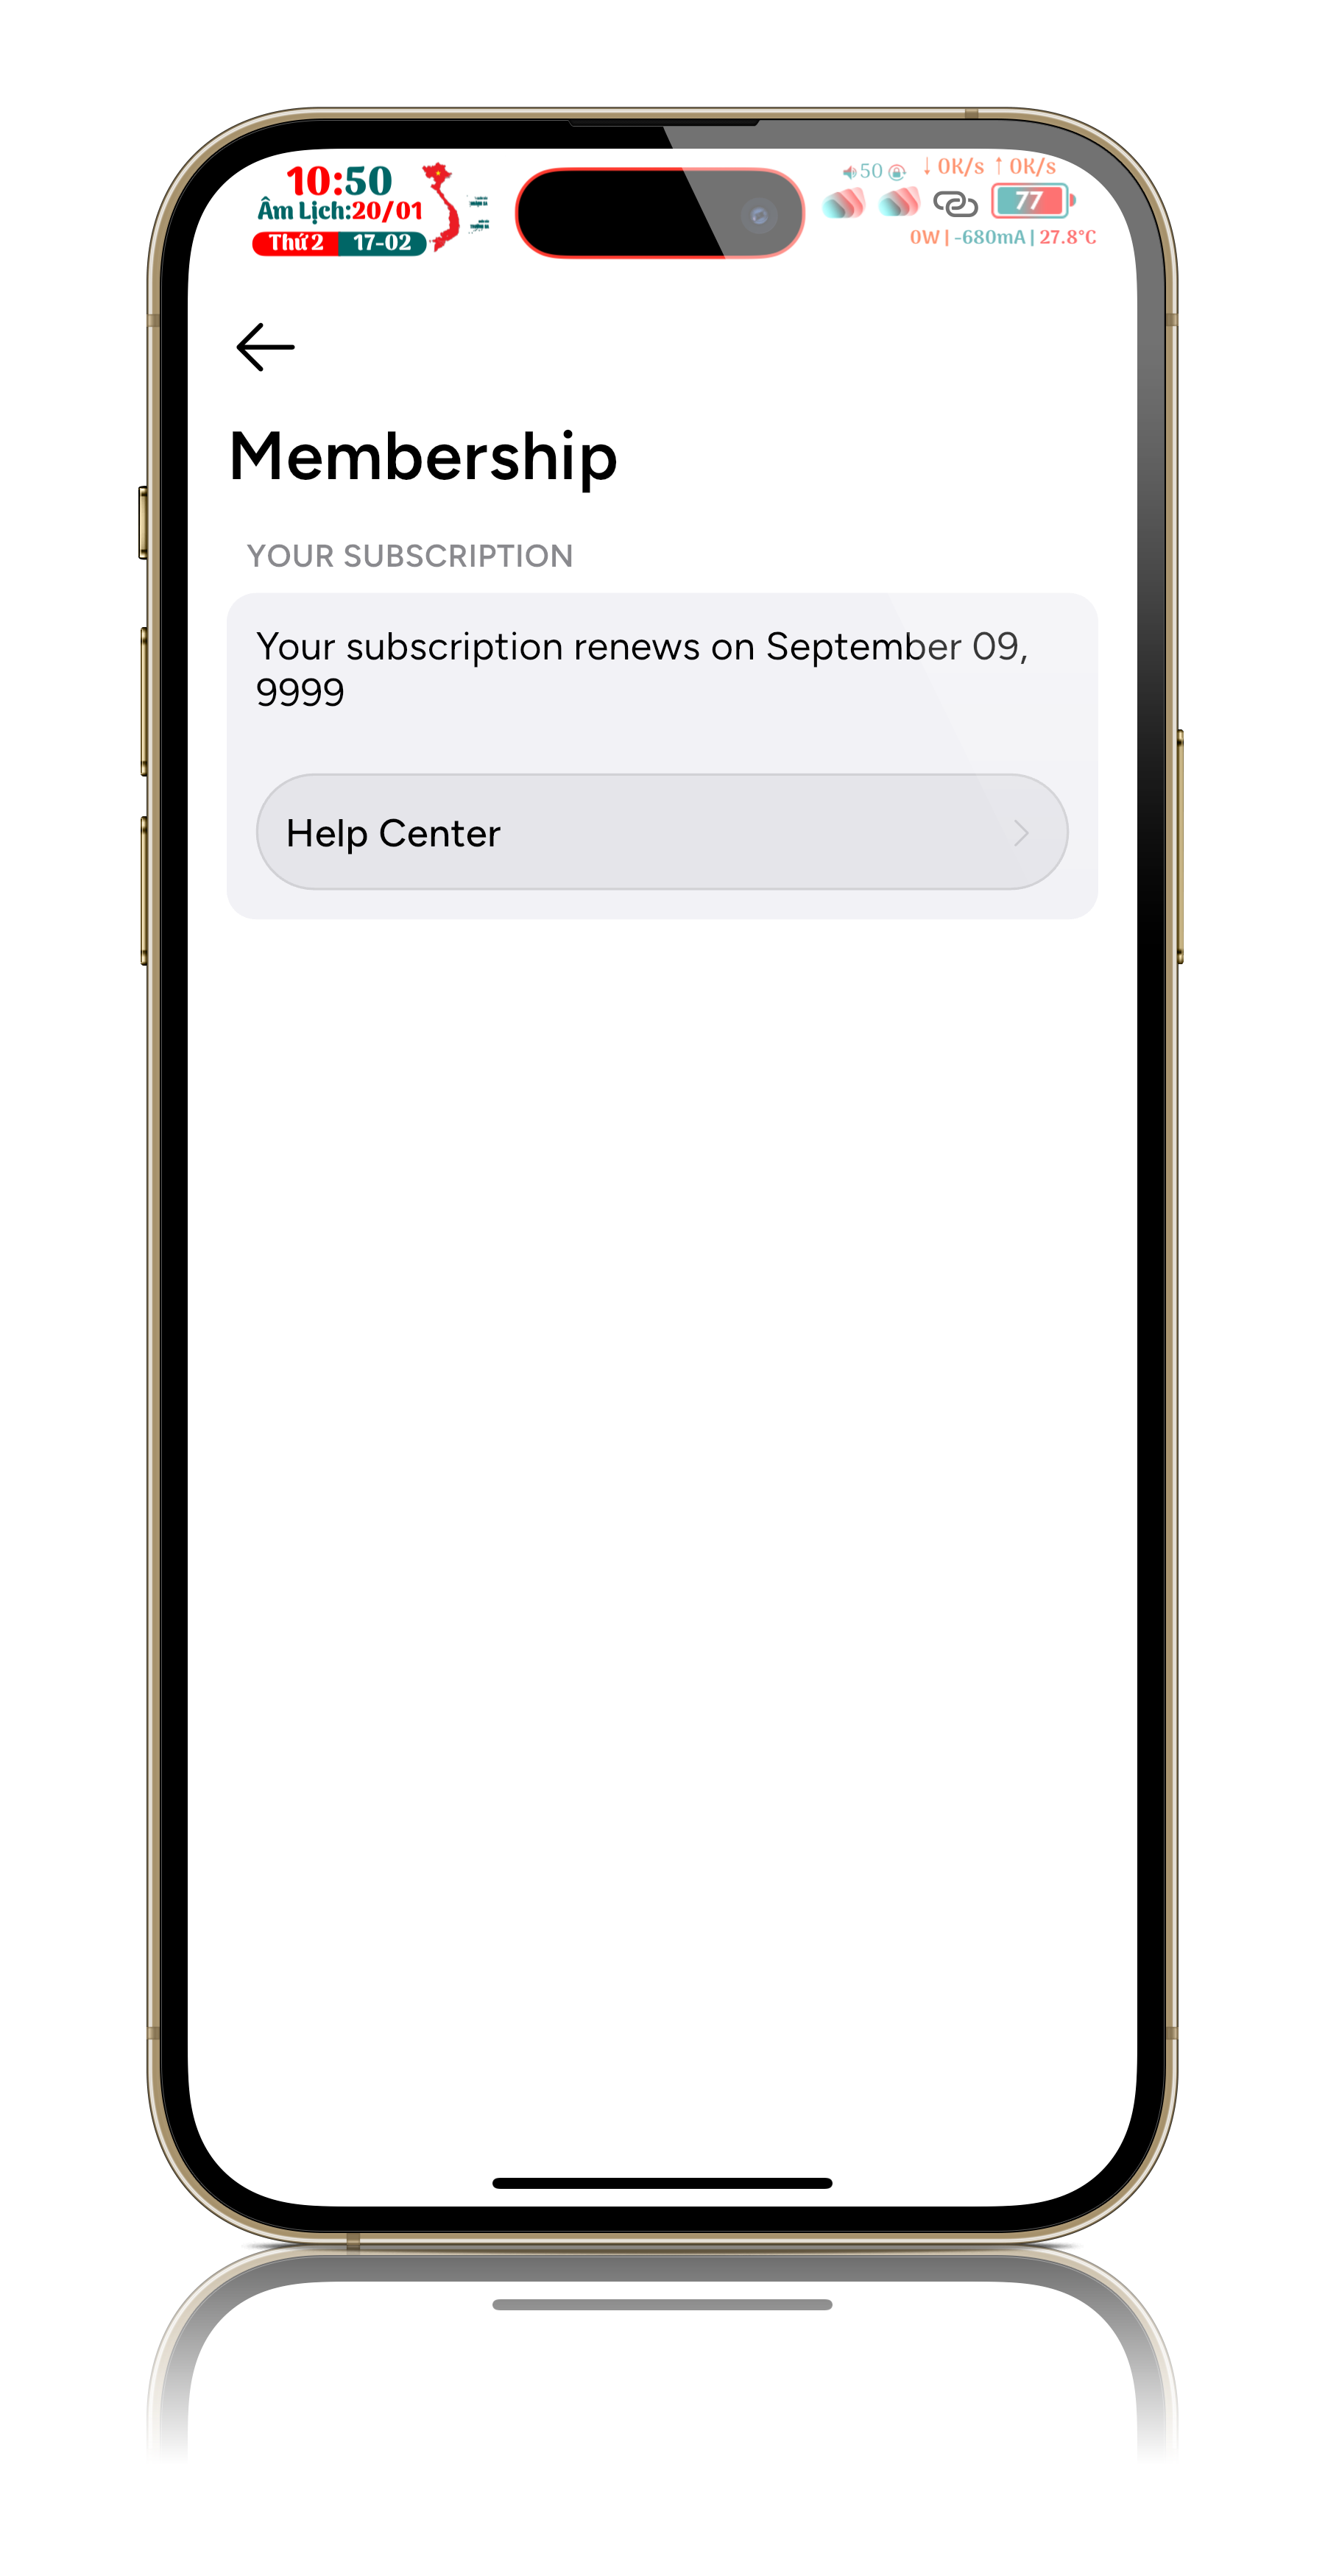 10:50
Âm Lịch:20/01
Thứ 2 17-02
50 ↓ 0K/s ↑ 0K/s
77
0W | -680mA | 27.8°C
Membership
YOUR SUBSCRIPTION
Your subscription renews on September 09,
9999
Help Center